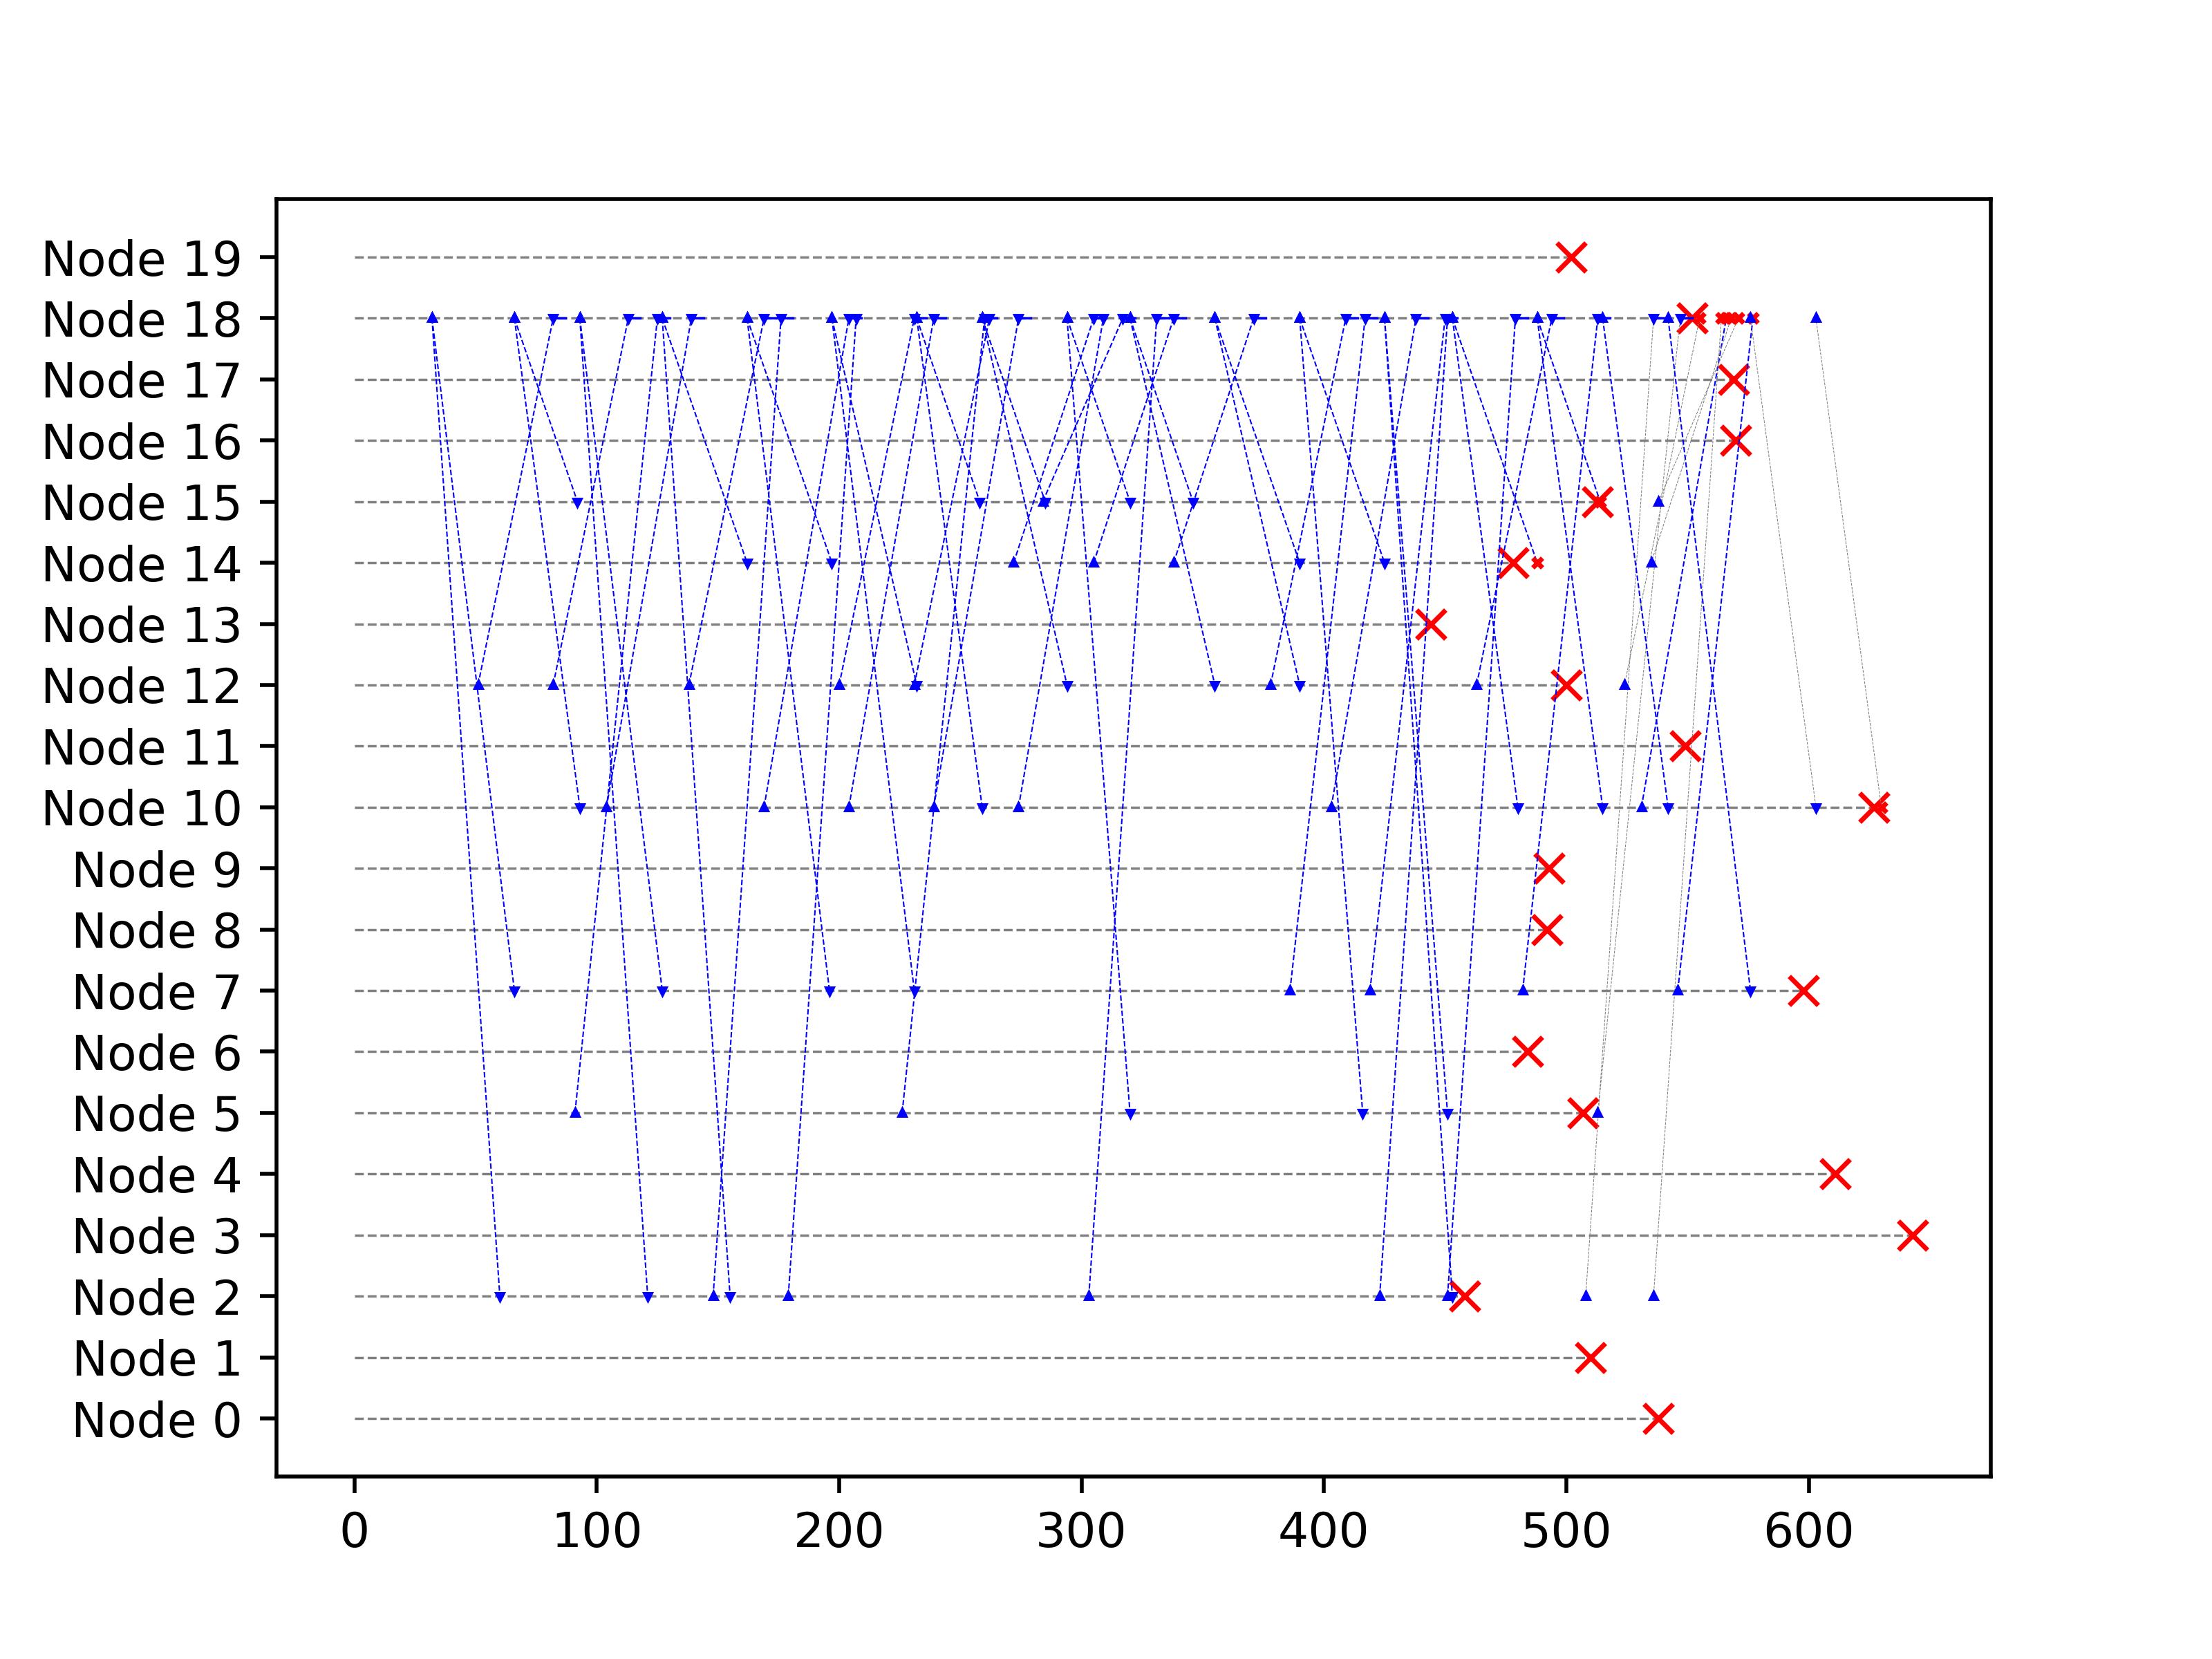 Node 19
Node 18
Node 17
Node 16
Node 15
Node 14
Node 13
Node 12
Node 11
Node 10
Node 9
Node 8
Node 7
Node 6
Node 5
Node 4
Node 3
Node 2
Node 1
Node 0
0 100 200 300 400 500 600